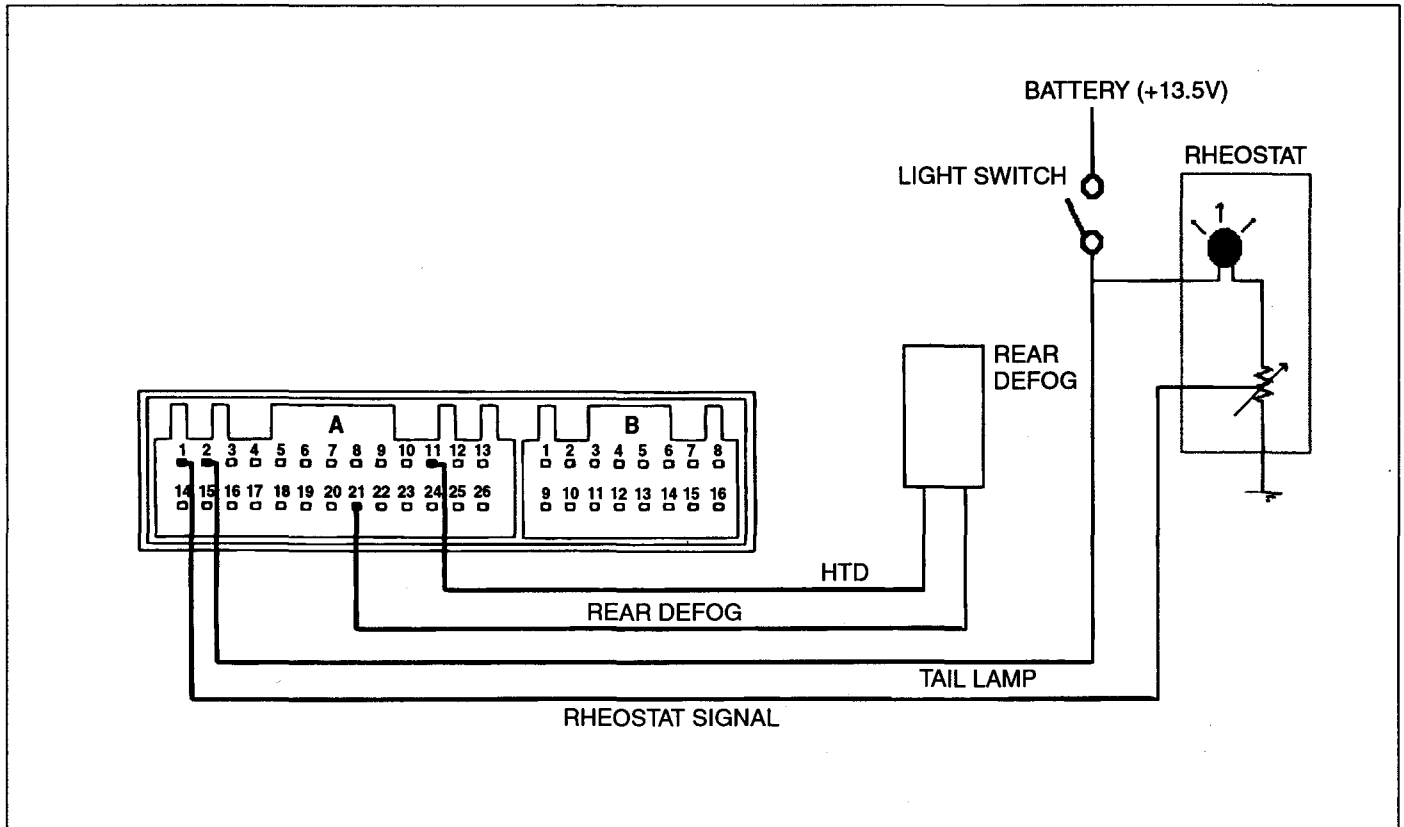 BATTERY (+13.5V)
RHEOSTAT
LIGHT SWITCH
1
REAR
DEFOG
A
B
1 2 3 4 5 6 7 8 9 10 11 12 13
1 2 3 4 5 6 7 8
14 15 16 17 18 19 20 21 22 23 24 25 26
9 10 11 12 13 14 15 16
HTD
REAR DEFOG
TAIL LAMP
RHEOSTAT SIGNAL